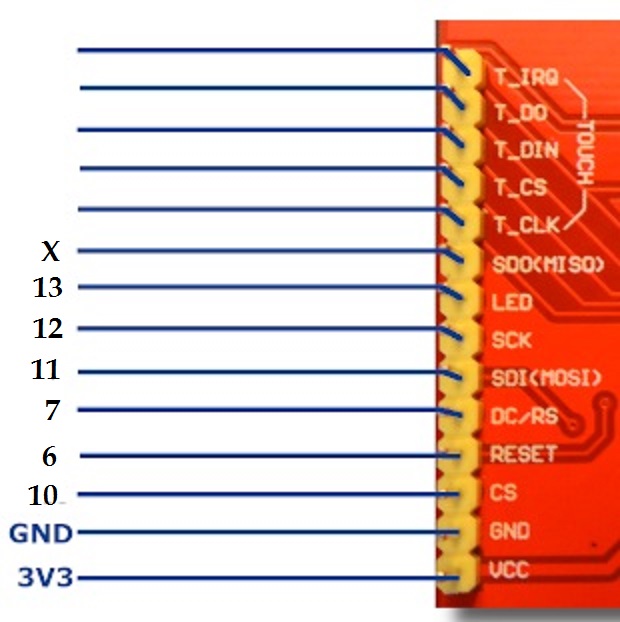 T_IRQ
T_DO
T_DIN
T_CS
T_CLK
TOUCH
X SDO(MISO)
13 LED
12 SCK
11 SDI(MOSI)
7 DC/RS
6 RESET
10 CS
GND GND
3V3 VCC